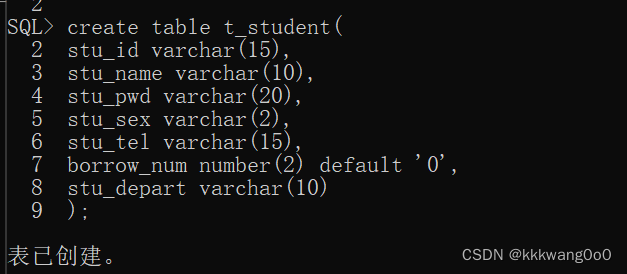 2
SQL> create table t_student(
2 stu_id varchar(15),
3 stu_name varchar(10),
4 stu_pwd varchar(20),
5 stu_sex varchar(2),
6 stu_tel varchar(15),
7 borrow_num number(2) default '0',
8 stu_depart varchar(10)
9 );
表已创建。
CSDN @kkkwang0o0